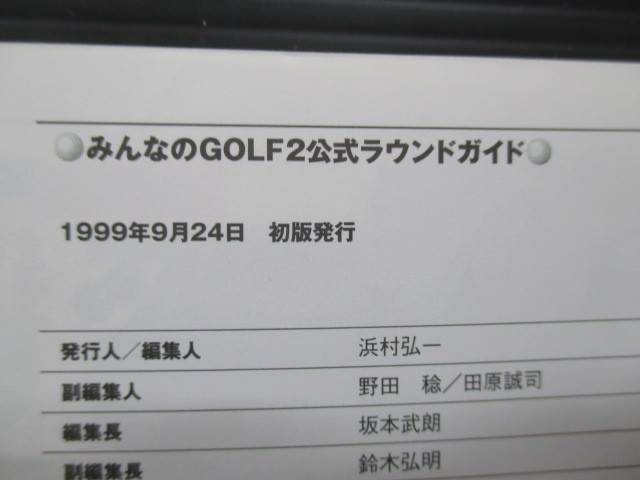 みんなのGOLF2公式ラウンドガイド
1999年9月24日　初版発行
発行人／編集人　浜村弘一
副編集人　野田　稔／田原誠司
編集長　坂本武朗
副編集長　鈴木弘明